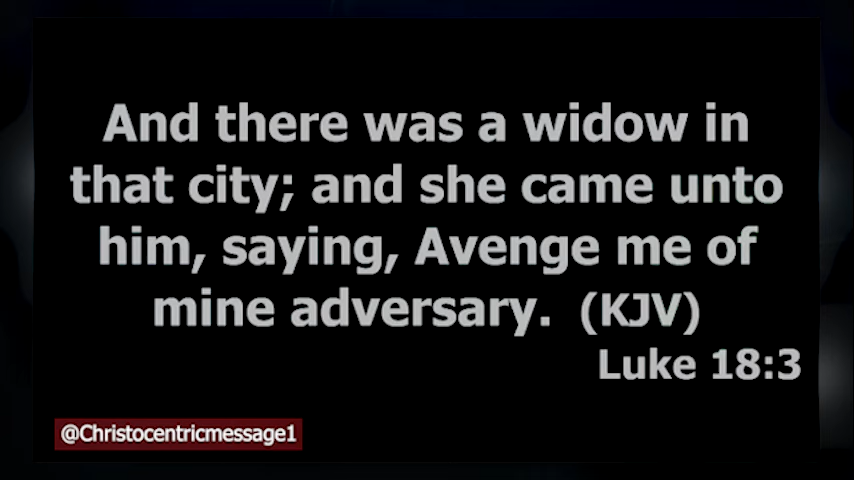 And there was a widow in
that city; and she came unto
him, saying, Avenge me of
mine adversary. (KJV)
Luke 18:3
@Christocentricmessage1